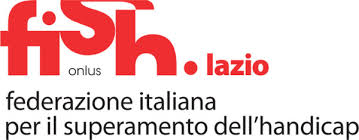 fish.lazio
onlus
federazione italiana
per il superamento dell'handicap